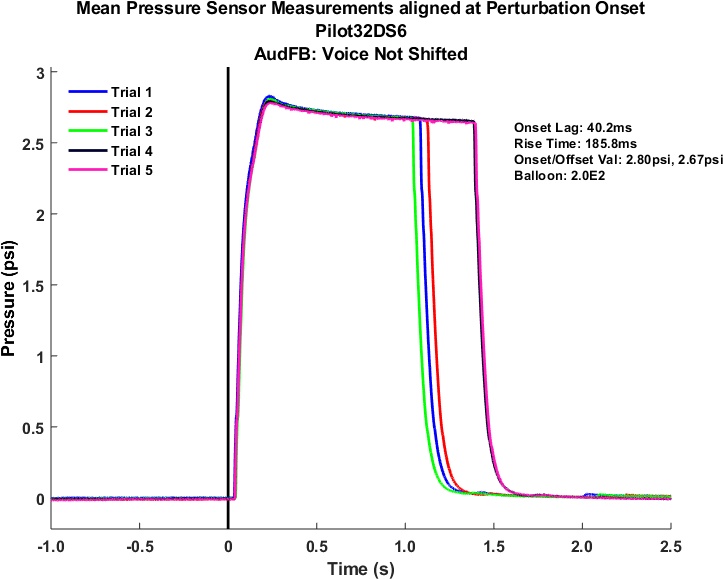 Mean Pressure Sensor Measurements aligned at Perturbation Onset
Pilot32DS6
AudFB: Voice Not Shifted
Trial 1
Trial 2
Trial 3
Trial 4
Trial 5
Onset Lag: 40.2ms
Rise Time: 185.8ms
Onset/Offset Val: 2.80psi, 2.67psi
Balloon: 2.0E2
Pressure (psi)
3
2.5
2
1.5
1
0.5
0
-1.0 -0.5 0 0.5 1.0 1.5 2.0 2.5
Time (s)